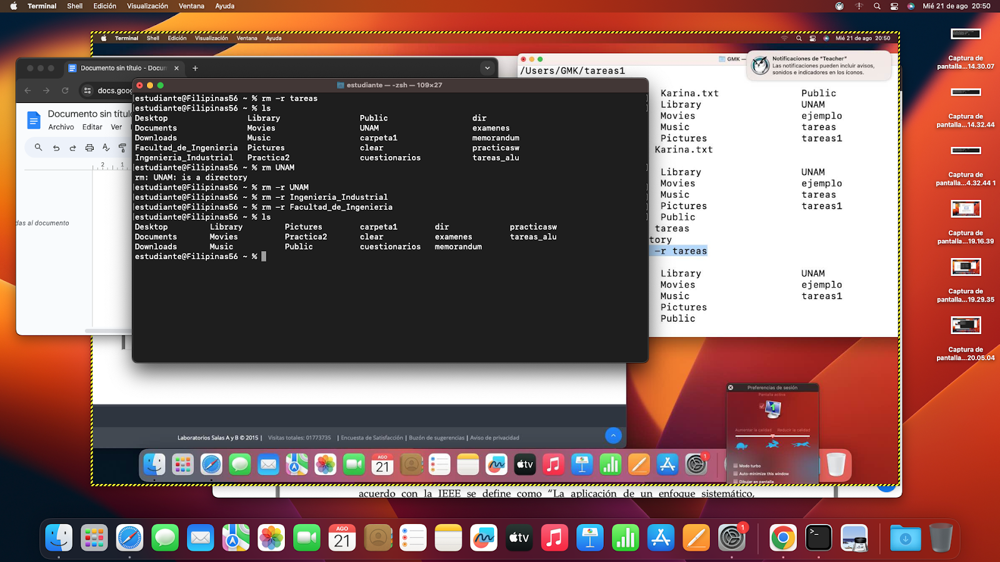 Terminal Shell Edición Visualización Ventana Ayuda Mié 21 de ago 20:50
Terminal Shell Edición Visualización Ventana Ayuda Mié 21 de ago 20:50
Documento sin título - Docum
docs.goog
Documento sin títul
Archivo Editar Ver
2 1
das al documento
estudiante — -zsh — 109×27
estudiante@Filipinas56 ~ % rm -r tareas
estudiante@Filipinas56 ~ % ls
Desktop Library Public dir
Documents Movies UNAM examenes
Downloads Music carpeta1 memorandum
Facultad_de_Ingenieria Pictures clear practicasw
Ingenieria_Industrial Practica2 cuestionarios tareas_alu
estudiante@Filipinas56 ~ % rm UNAM
rm: UNAM: is a directory
estudiante@Filipinas56 ~ % rm -r UNAM
estudiante@Filipinas56 ~ % rm -r Ingenieria_Industrial
estudiante@Filipinas56 ~ % rm -r Facultad_de_Ingenieria
estudiante@Filipinas56 ~ % ls
Desktop Library Pictures carpeta1 dir practicasw
Documents Movies Practica2 clear examenes tareas_alu
Downloads Music Public cuestionarios memorandum
estudiante@Filipinas56 ~ %
GMK —
/Users/GMK/tareas1
Karina.txt Public
Library UNAM
Movies ejemplo
Music tareas
Pictures tareas1
Karina.txt
Library UNAM
Movies ejemplo
Music tareas
Pictures tareas1
Public
tareas
tory
-r tareas
Library UNAM
Movies ejemplo
Music tareas1
Pictures
Public
Notificaciones de "Teacher"
Las notificaciones pueden incluir avisos,
sonidos e indicadores en los íconos.
Captura de
pantalla...14.30.07
Captura de
pantalla...14.32.44
Captura de
pantalla...4.32.44 1
Captura de
pantalla...19.16.39
Captura de
pantalla...19.29.35
Captura de
pantalla...20.05.04
Preferencias de sesión
Pantalla activa
1
Aumentar la calidad Reducir la calidad
Modo turbo
Auto-minimize this window
Dibujar en pantalla
Laboratorios Salas A y B © 2015 | Visitas totales: 01773735 | Encuesta de Satisfacción | Buzón de sugerencias | Aviso de privacidad
AGO
21
tv
1
acuerdo con la IEEE se define como “La aplicación de un enfoque sistemático,
AGO
21
tv
1